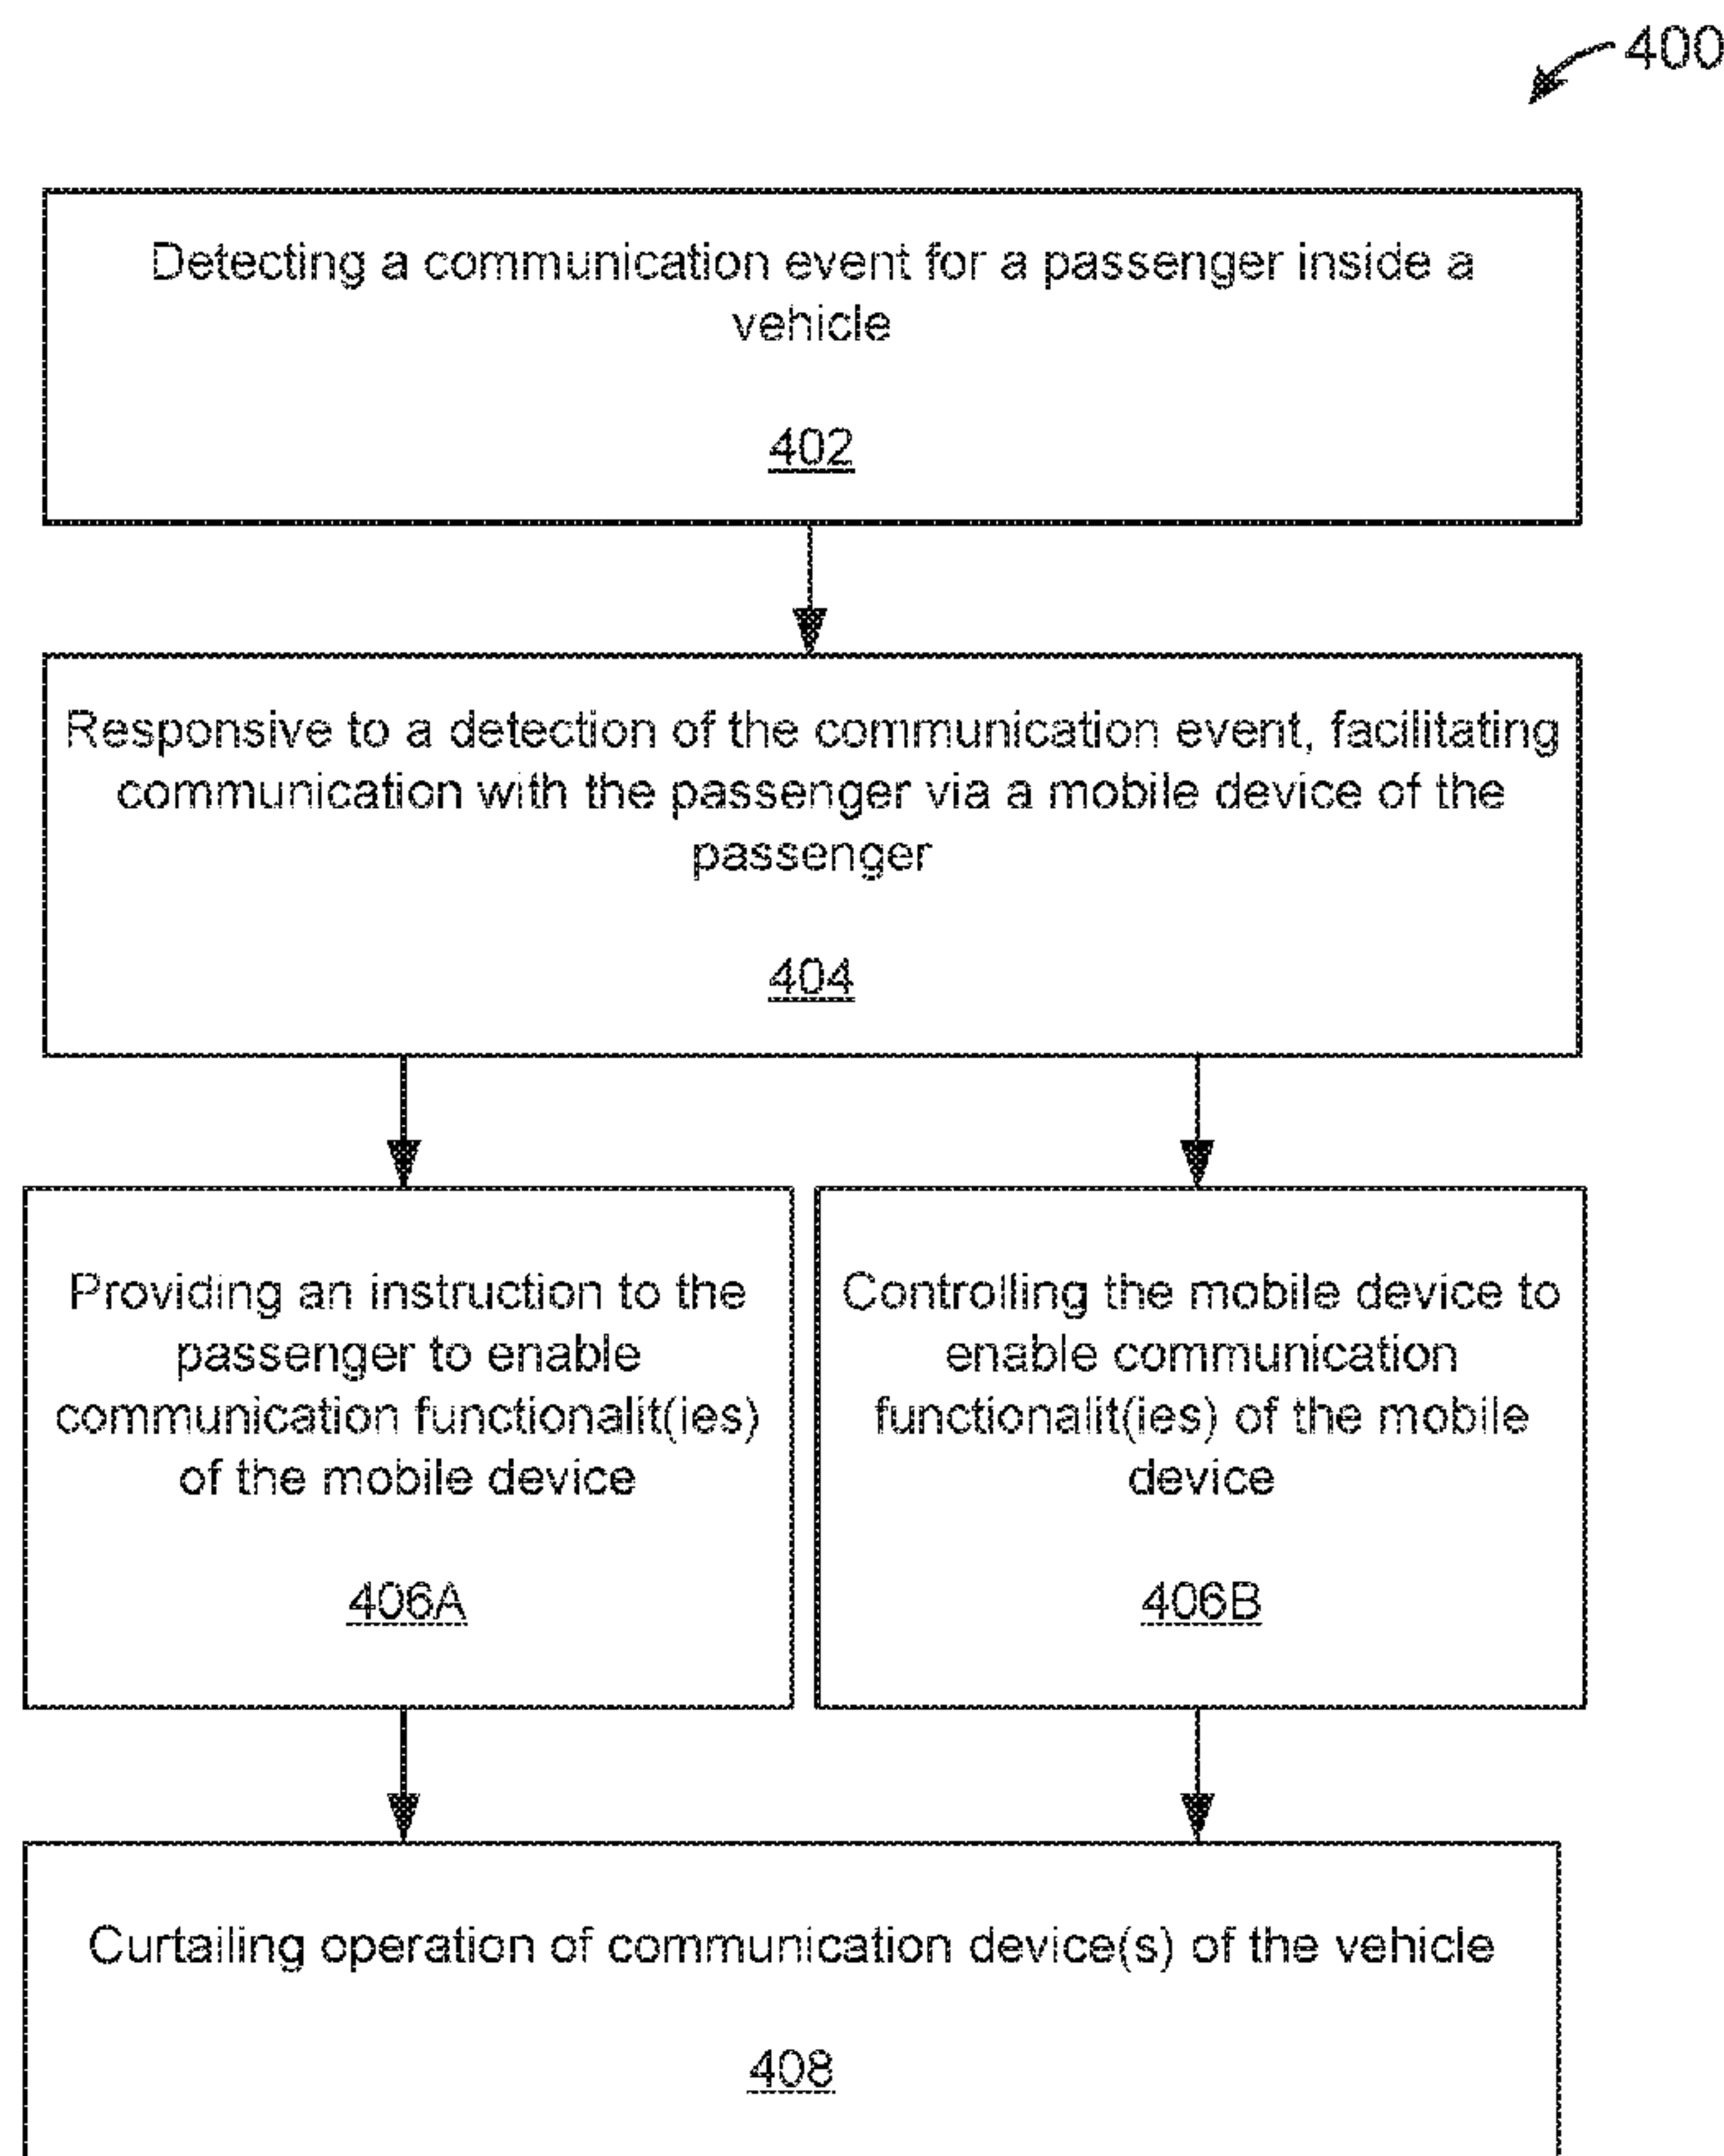 400
Detecting a communication event for a passenger inside a
vehicle
402
Responsive to a detection of the communication event, facilitating
communication with the passenger via a mobile device of the
passenger
404
Providing an instruction to the
passenger to enable
communication functionalit(ies)
of the mobile device
406A
Controlling the mobile device to
enable communication
functionalit(ies) of the mobile
device
406B
Curtailing operation of communication device(s) of the vehicle
408